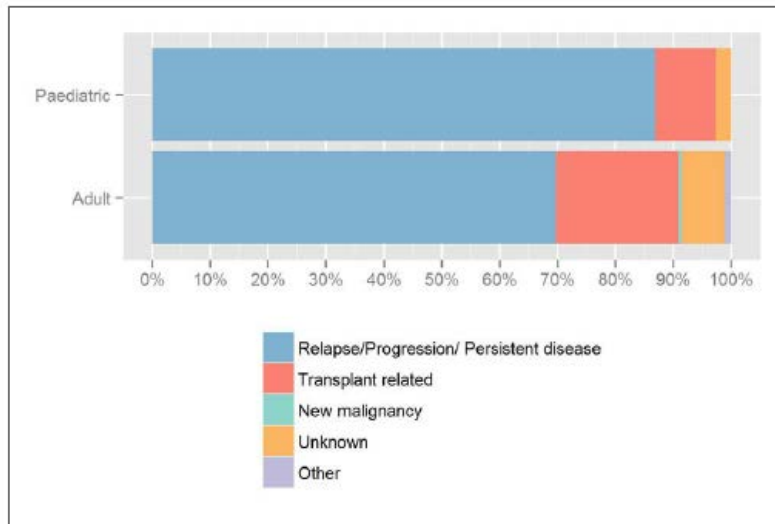 Paediatric
Adult
0% 10% 20% 30% 40% 50% 60% 70% 80% 90% 100%
Relapse/Progression/ Persistent disease
Transplant related
New malignancy
Unknown
Other